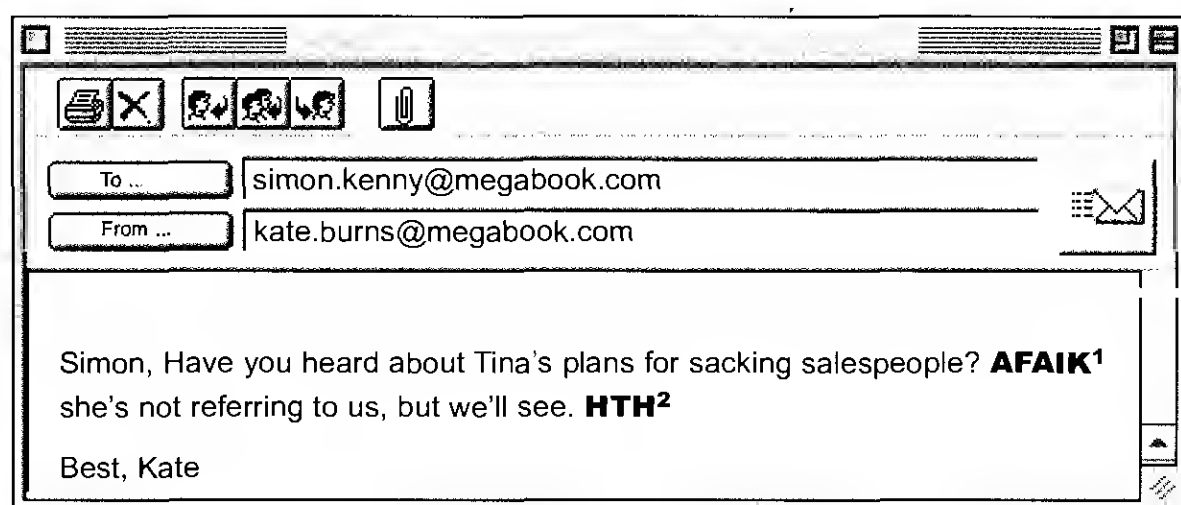 To ...
simon.kenny@megabook.com
From ...
kate.burns@megabook.com
Simon, Have you heard about Tina's plans for sacking salespeople? AFAIK¹
she's not referring to us, but we'll see. HTH²
Best, Kate